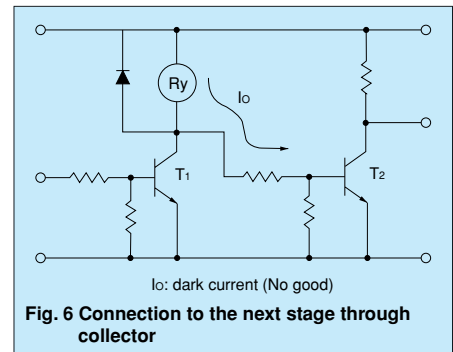 Ry
Io
T1
T2
Io: dark current (No good)
Fig. 6 Connection to the next stage through
collector